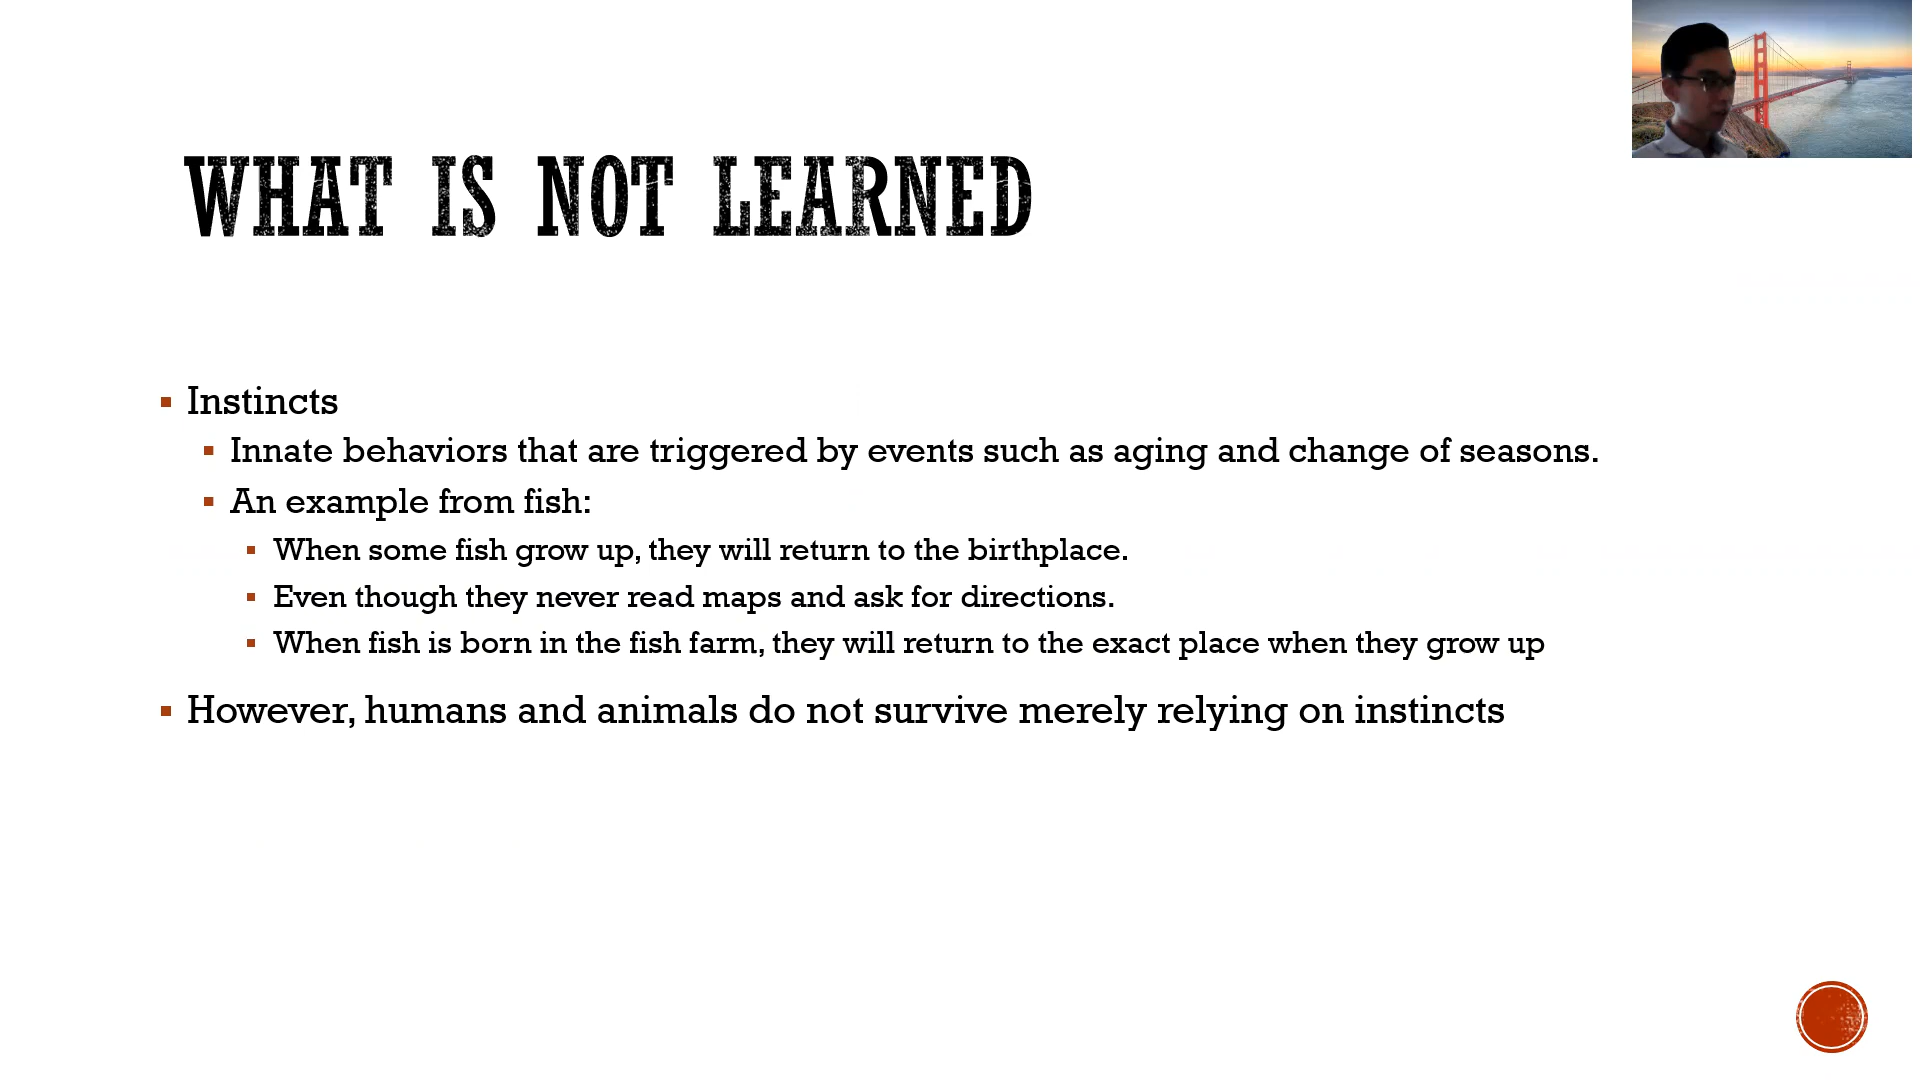 WHAT IS NOT LEARNED
Instincts
Innate behaviors that are triggered by events such as aging and change of seasons.
An example from fish:
When some fish grow up, they will return to the birthplace.
Even though they never read maps and ask for directions.
When fish is born in the fish farm, they will return to the exact place when they grow up
However, humans and animals do not survive merely relying on instincts